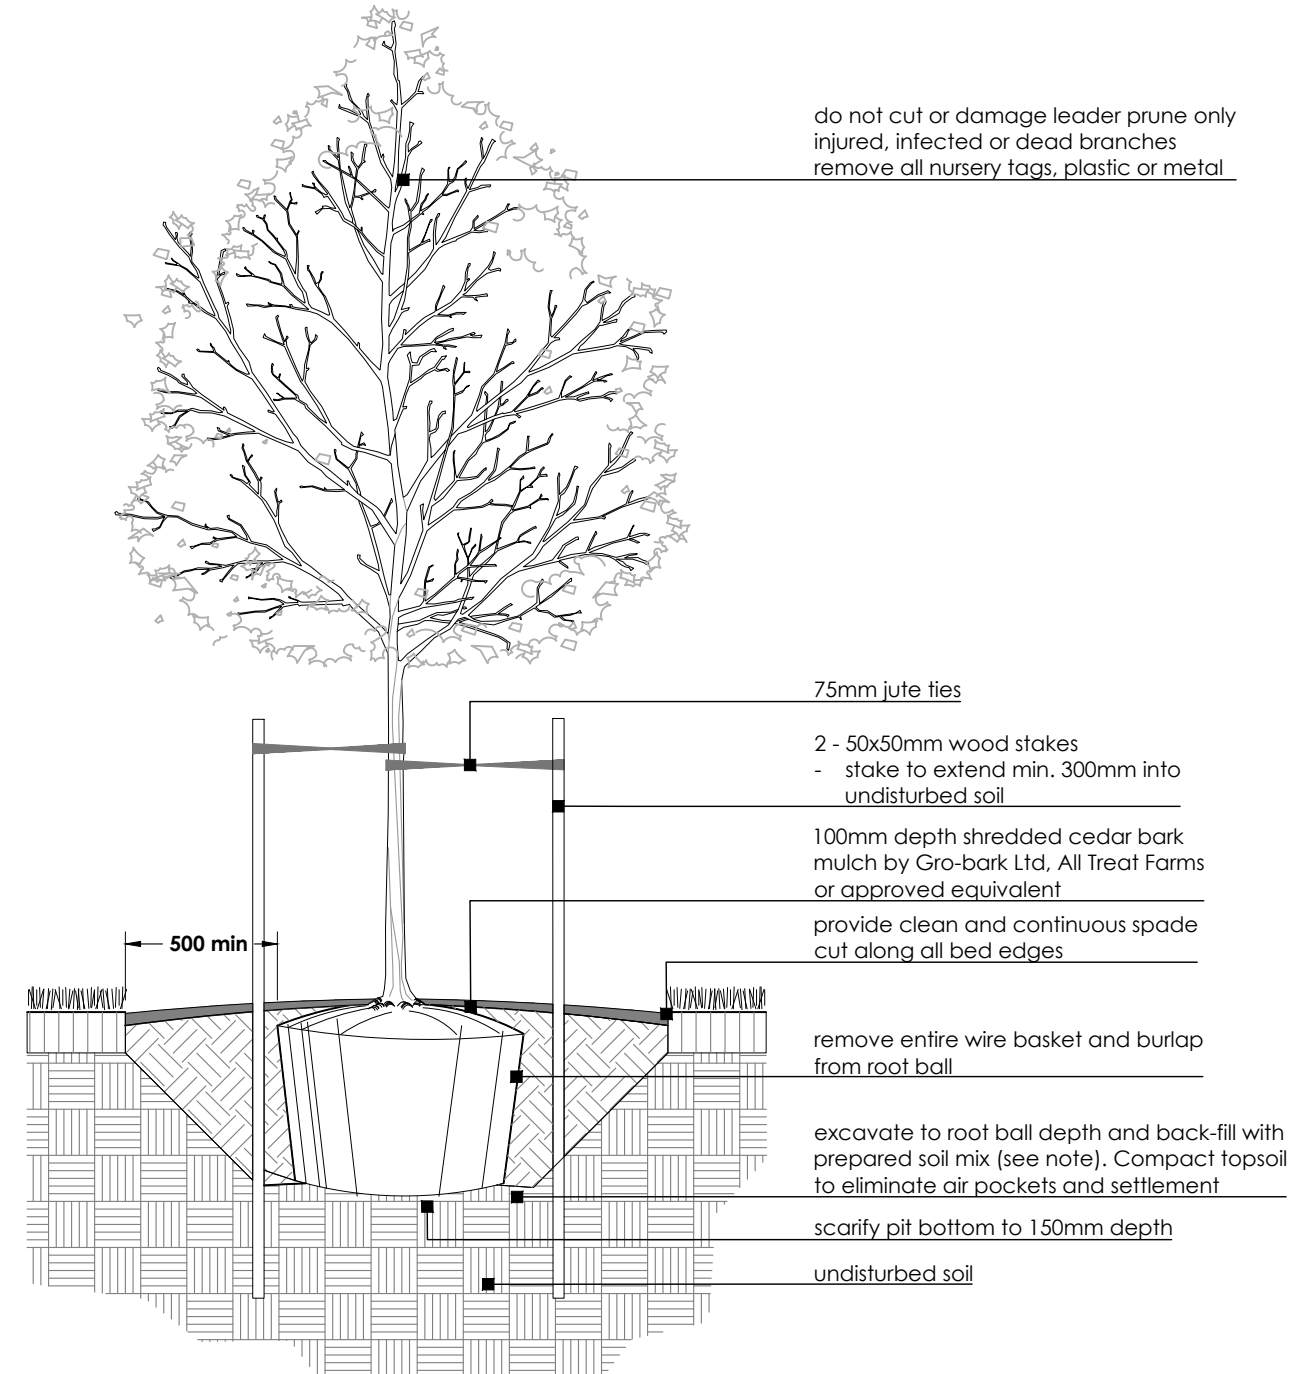 do not cut or damage leader prune only
injured, infected or dead branches
remove all nursery tags, plastic or metal
75mm jute ties
2 - 50x50mm wood stakes
- stake to extend min. 300mm into
undisturbed soil
100mm depth shredded cedar bark
mulch by Gro-bark Ltd, All Treat Farms
or approved equivalent
provide clean and continuous spade
cut along all bed edges
500 min
remove entire wire basket and burlap
from root ball
excavate to root ball depth and back-fill with
prepared soil mix (see note). Compact topsoil
to eliminate air pockets and settlement
scarify pit bottom to 150mm depth
undisturbed soil